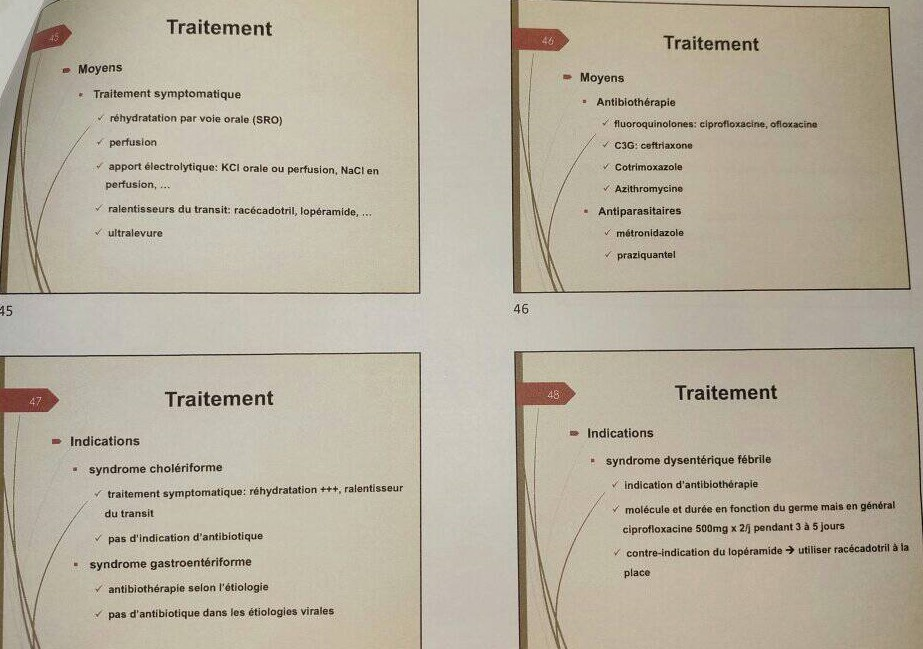 45
Traitement
Moyens
Traitement symptomatique
✓ réhydratation par voie orale (SRO)
✓ perfusion
✓ apport électrolytique: KCl orale ou perfusion, NaCl en
perfusion, ...
✓ ralentisseurs du transit: racécadotril, lopéramide, ...
✓ ultralevure
45
46
Traitement
Moyens
Antibiothérapie
✓ fluoroquinolones: ciprofloxacine, ofloxacine
✓ C3G: ceftriaxone
✓ Cotrimoxazole
✓ Azithromycine
Antiparasitaires
✓ métronidazole
✓ praziquantel
46
47
Traitement
Indications
syndrome cholériforme
✓ traitement symptomatique: réhydratation +++, ralentisseur
du transit
✓ pas d'indication d'antibiotique
syndrome gastroentériforme
✓ antibiothérapie selon l'étiologie
✓ pas d'antibiotique dans les étiologies virales
48
Traitement
Indications
syndrome dysentérique fébrile
✓ indication d'antibiothérapie
✓ molécule et durée en fonction du germe mais en général
ciprofloxacine 500mg x 2/j pendant 3 à 5 jours
✓ contre-indication du lopéramide → utiliser racécadotril à la
place